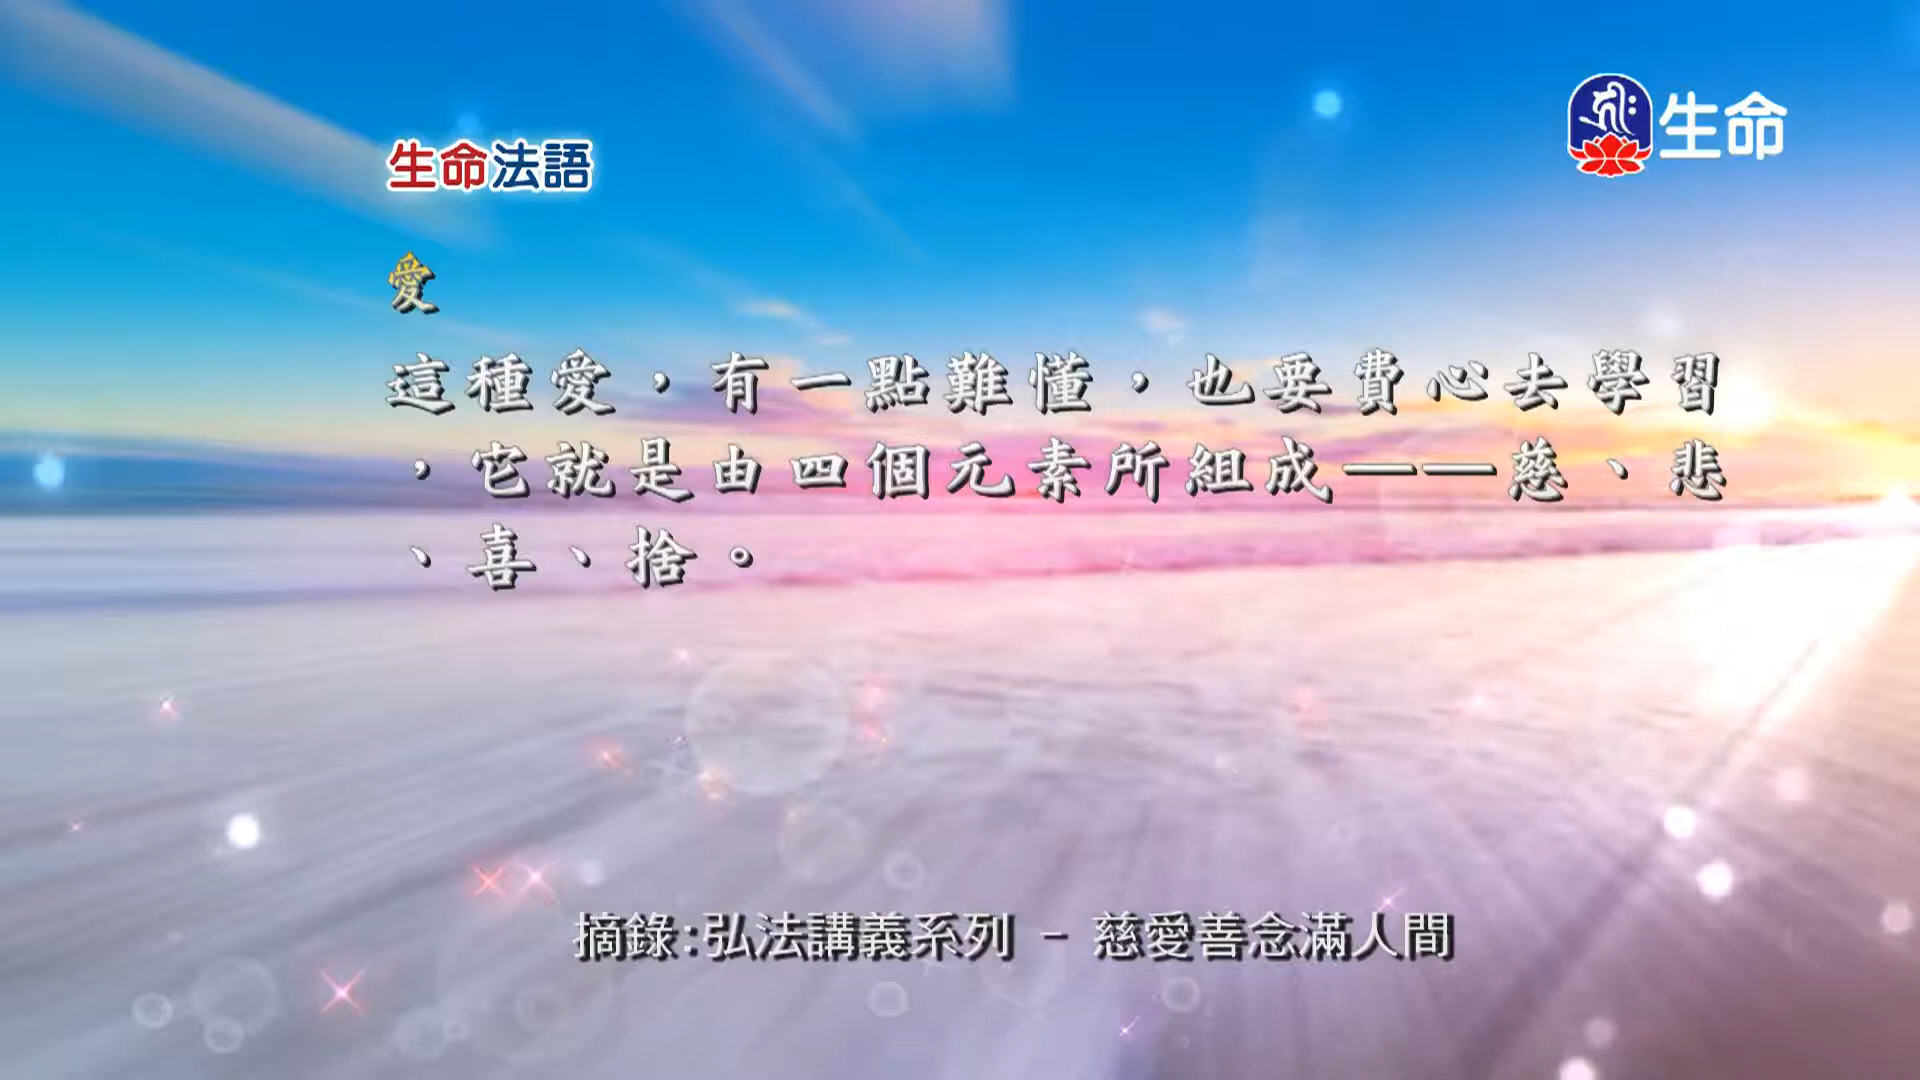 生命
生命法語
愛
這種愛，有一點難懂，也要費心去學習
，它就是由四個元素所組成——慈、悲
、喜、捨。
摘錄:弘法講義系列 - 慈愛善念滿人間